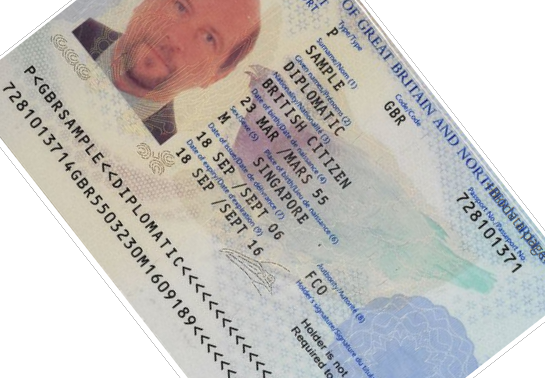 OF GREAT BRITAIN AND NORTHERN
Type/Type Code/Code Passport No./Passeport No.
P GBR 728101371
Surname/Nom (1)
SAMPLE
Given names/Prénoms (2)
DIPLOMATIC
Nationality/Nationalité (3)
BRITISH CITIZEN
Date of birth/Date de naissance (4)
23 MAR /MARS 55
Sex/Sexe (5) Place of birth/Lieu de naissance (6)
M SINGAPORE
Date of issue/Date de délivrance (7) Authority/Autorité (8)
18 SEP /SEPT 06 FCO
Date of expiry/Date d'expiration (9) Holder's signature/Signature du
18 SEP /SEPT 16
Holder is not
Required to
P<GBRSAMPLE<<DIPLOMATIC<<<<<<<<<
7281013714GBR5503230M1609189<<<<<